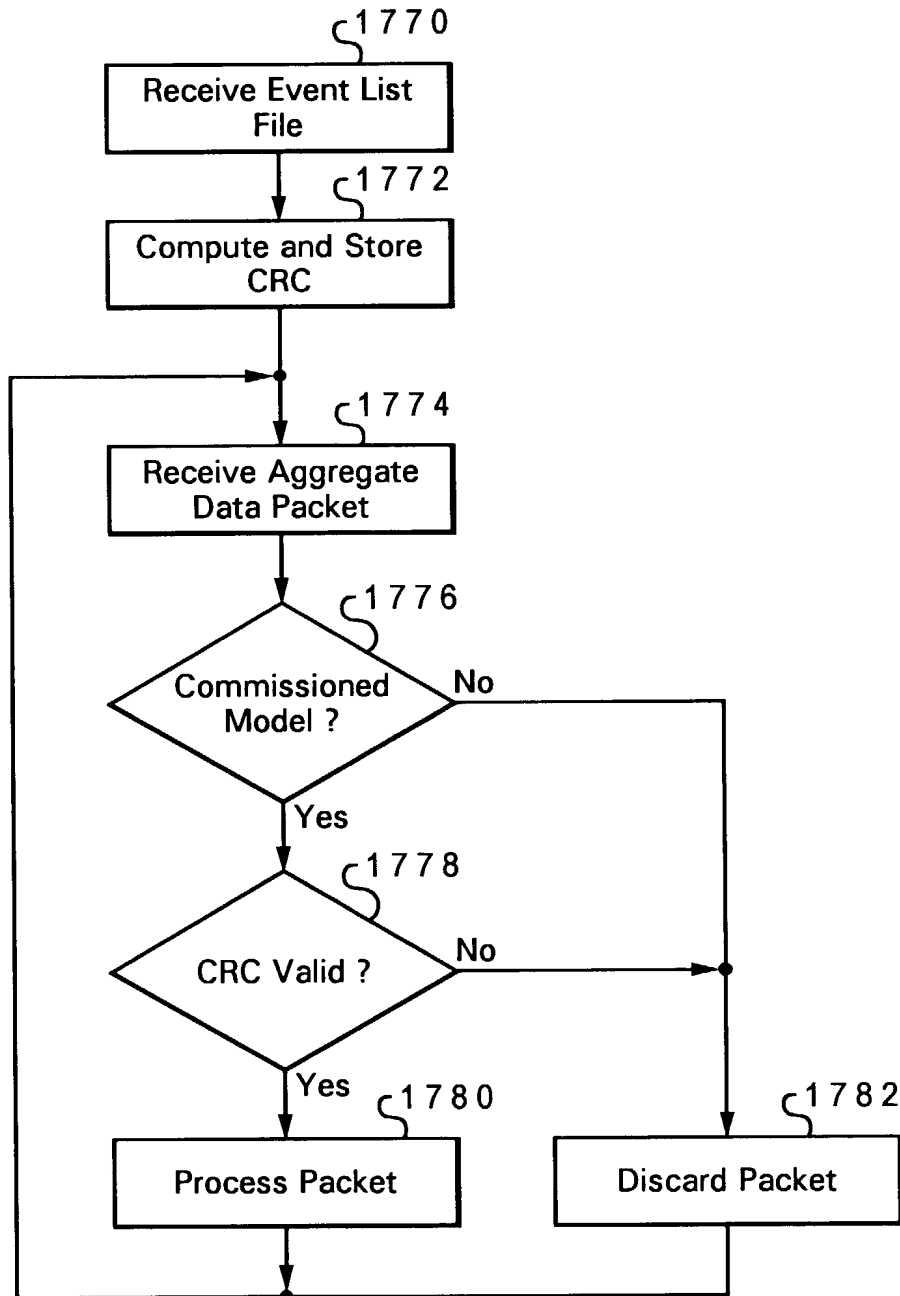 1770
Receive Event List
File
1772
Compute and Store
CRC
1774
Receive Aggregate
Data Packet
1776
Commissioned
Model ?
No
Yes
1778
CRC Valid ?
No
Yes
1780
Process Packet
1782
Discard Packet